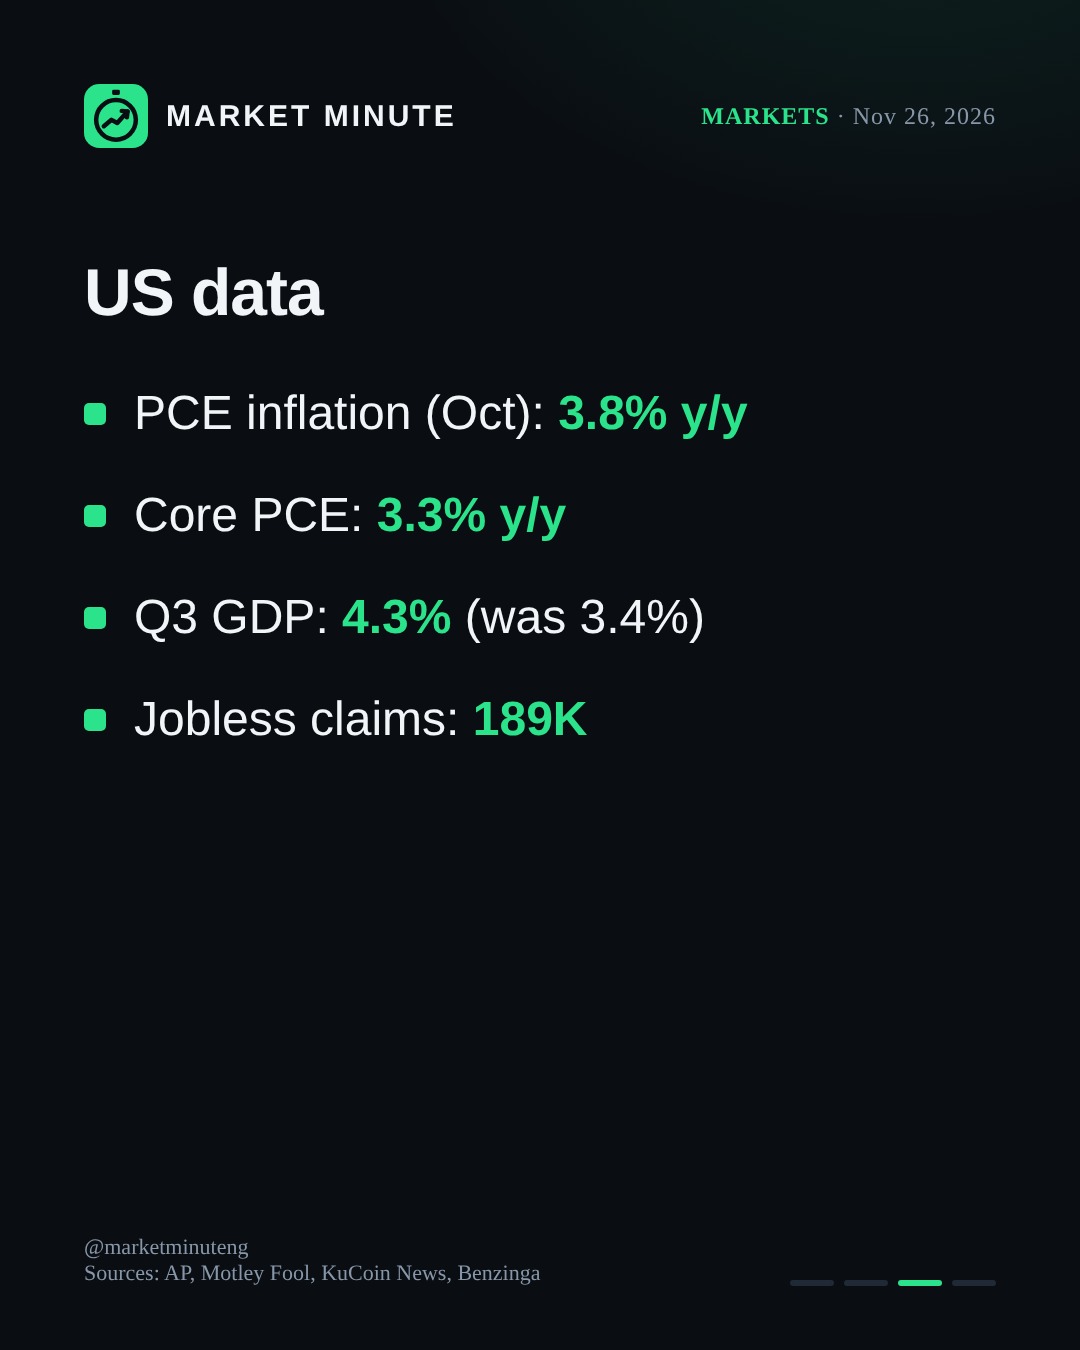 MARKET MINUTE
MARKETS · Nov 26, 2026
US data
PCE inflation (Oct): 3.8% y/y
Core PCE: 3.3% y/y
Q3 GDP: 4.3% (was 3.4%)
Jobless claims: 189K
@marketminuteng
Sources: AP, Motley Fool, KuCoin News, Benzinga